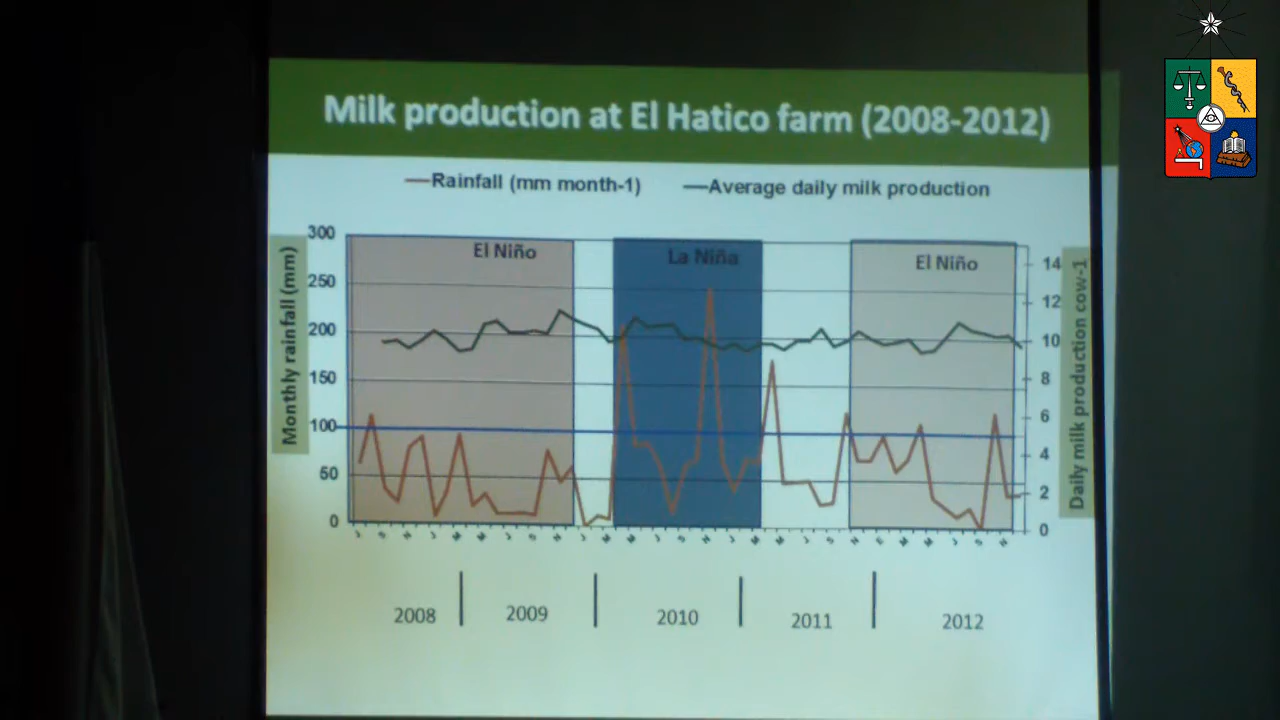 Milk production at El Hatico farm (2008-2012)
Rainfall (mm month-1) Average daily milk production
Monthly rainfall (mm)
300
250
200
150
100
50
0
El Niño La Niña El Niño
14
12
10
8
6
4
2
0
Daily milk production cow-1
J S N J M M J S N J M M J S N J M M J S N E M M J S N
2008 2009 2010 2011 2012